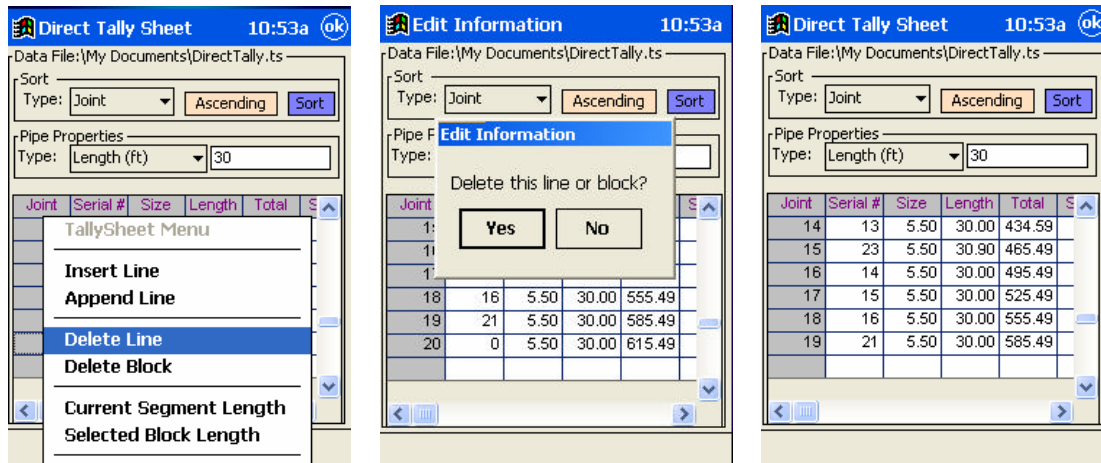 Direct Tally Sheet 10:53a ok
Data File:\My Documents\DirectTally.ts
Sort
Type: Joint Ascending Sort
Pipe Properties
Type: Length (ft) 30
Joint Serial # Size Length Total S
TallySheet Menu
Insert Line
Append Line
Delete Line
Delete Block
Current Segment Length
Selected Block Length
Edit Information 10:53a
Data File:\My Documents\DirectTally.ts
Sort
Type: Joint Ascending Sort
Pipe P
Type:
Edit Information
Delete this line or block?
Yes No
Joint S
18 16 5.50 30.00 555.49
19 21 5.50 30.00 585.49
20 0 5.50 30.00 615.49
Direct Tally Sheet 10:53a ok
Data File:\My Documents\DirectTally.ts
Sort
Type: Joint Ascending Sort
Pipe Properties
Type: Length (ft) 30
Joint Serial # Size Length Total S
14 13 5.50 30.00 434.59
15 23 5.50 30.90 465.49
16 14 5.50 30.00 495.49
17 15 5.50 30.00 525.49
18 16 5.50 30.00 555.49
19 21 5.50 30.00 585.49